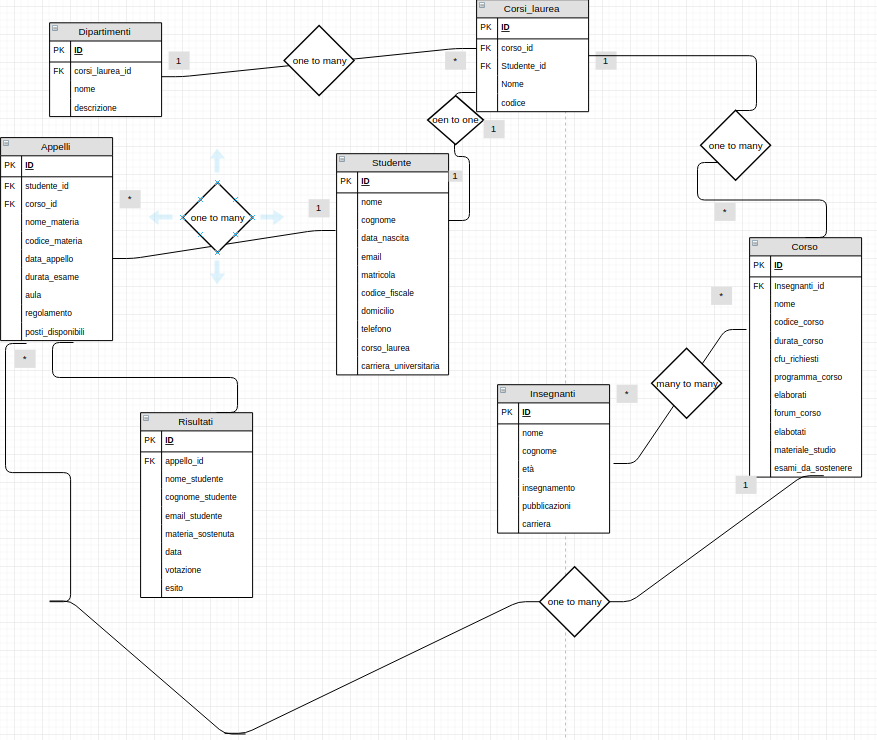 Corsi_laurea
PK ID
FK corso_id
FK Studente_id
Nome
codice
Dipartimenti
PK ID
FK corsi_laurea_id
nome
descrizione
1
one to many
*
1
oen to one
1
1
one to many
*
Appelli
PK ID
FK studente_id
FK corso_id
nome_materia
codice_materia
data_appello
durata_esame
aula
regolamento
posti_disponibili
*
one to many
1
Studente
PK ID
nome
cognome
data_nascita
email
matricola
codice_fiscale
domicilio
telefono
corso_laurea
carriera_universitaria
Corso
PK ID
FK Insegnanti_id
nome
codice_corso
durata_corso
cfu_richiesti
programma_corso
elaborati
forum_corso
elabotati
materiale_studio
esami_da_sostenere
*
many to many
*
Insegnanti
PK ID
nome
cognome
età
insegnamento
pubblicazioni
carriera
*
Risultati
PK ID
FK appello_id
nome_studente
cognome_studente
email_studente
materia_sostenuta
data
votazione
esito
1
one to many